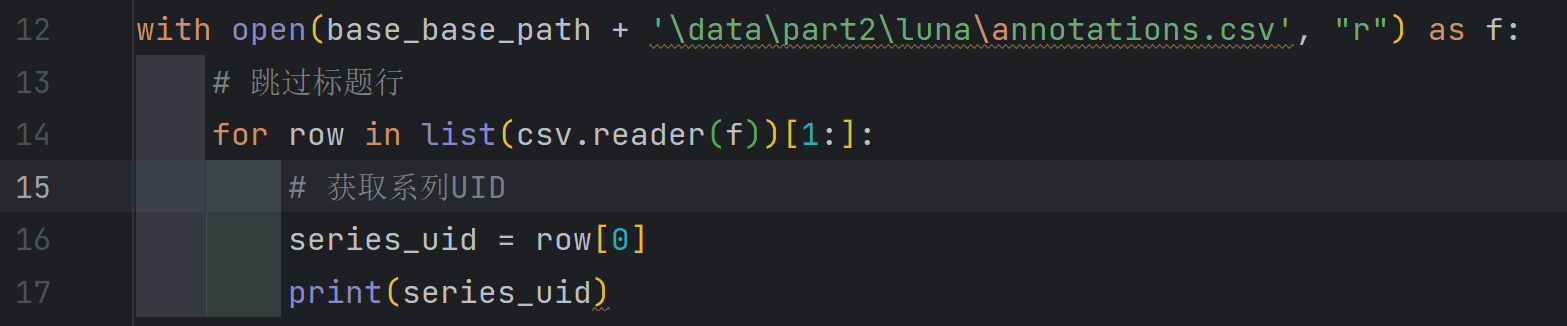 12 with open(base_base_path + '\data\part2\luna\annotations.csv', "r") as f:
13 # 跳过标题行
14 for row in list(csv.reader(f))[1:]:
15 # 获取系列UID
16 series_uid = row[0]
17 print(series_uid)